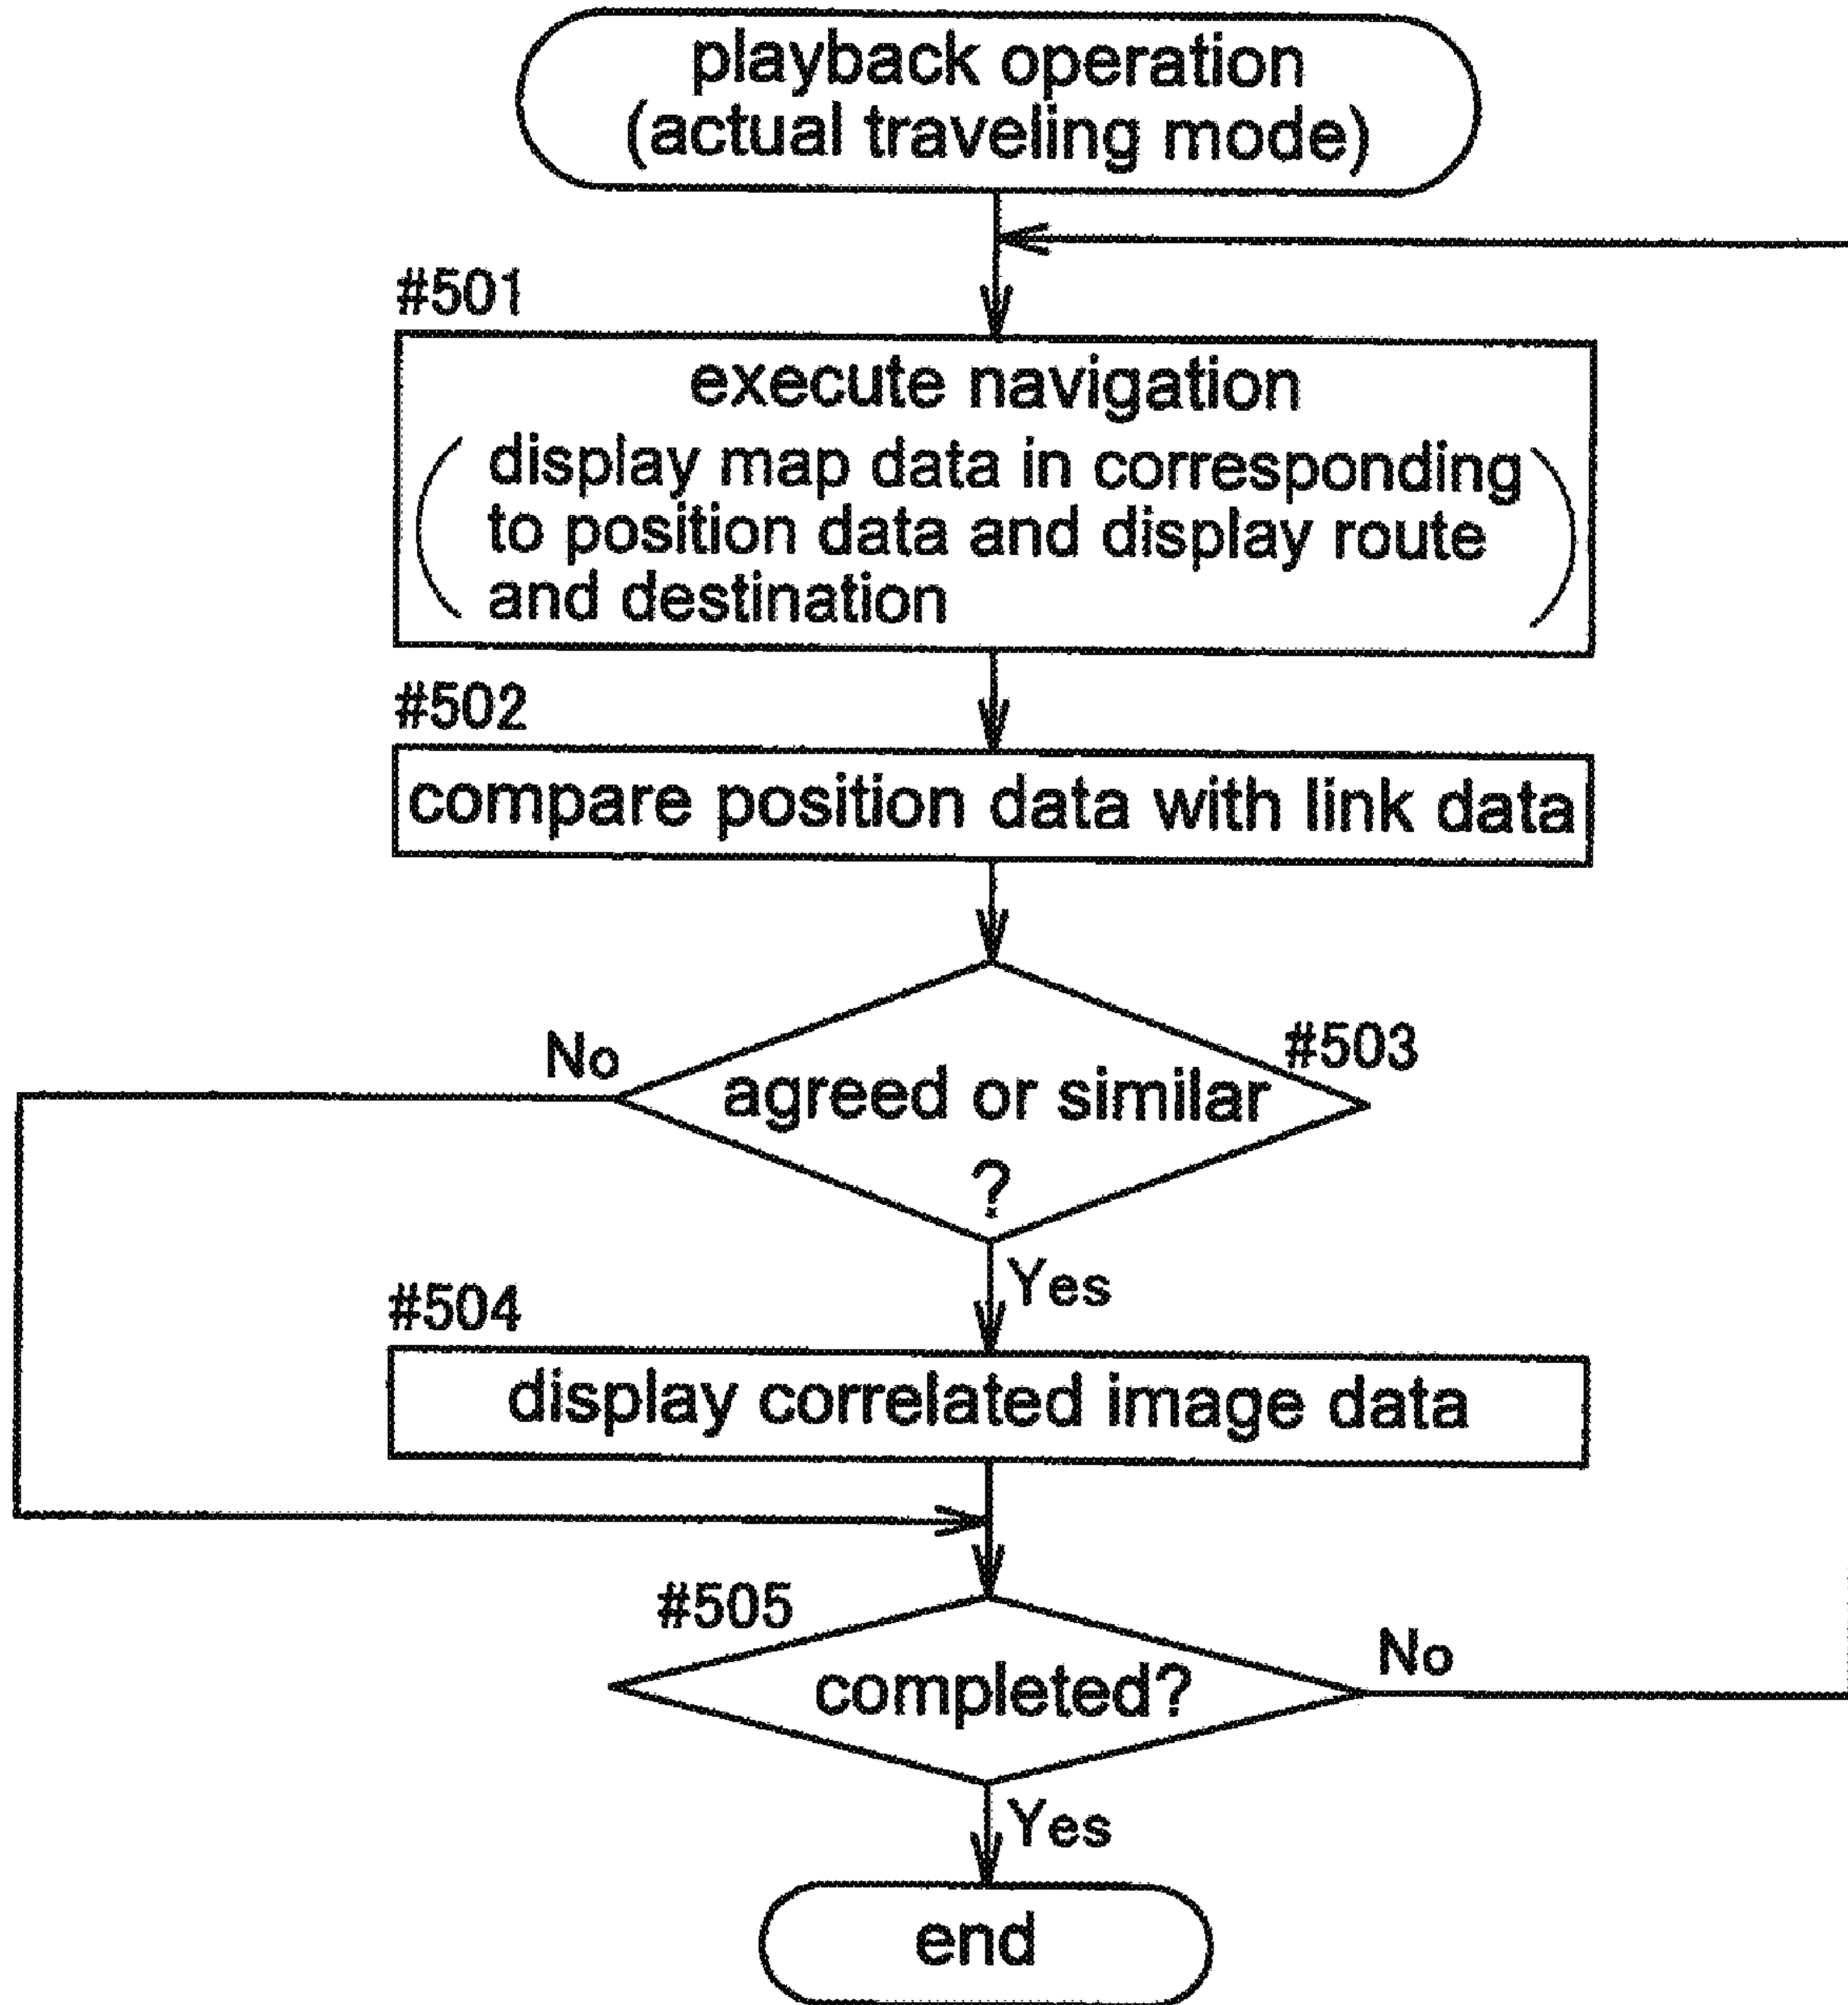 playback operation
(actual traveling mode)
#501
execute navigation
(display map data in corresponding
to position data and display route
and destination)
#502
compare position data with link data
No
#503
agreed or similar
?
Yes
#504
display correlated image data
#505
No
completed?
Yes
end